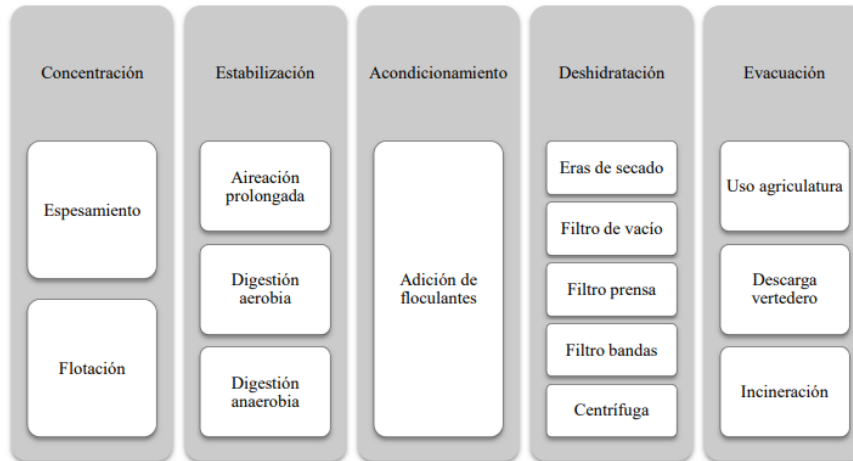 Concentración
Espesamiento
Flotación
Estabilización
Aireación
prolongada
Digestión
aerobia
Digestión
anaerobia
Acondicionamiento
Adición de
floculantes
Deshidratación
Eras de secado
Filtro de vacío
Filtro prensa
Filtro bandas
Centrífuga
Evacuación
Uso agriculatura
Descarga
vertedero
Incineración